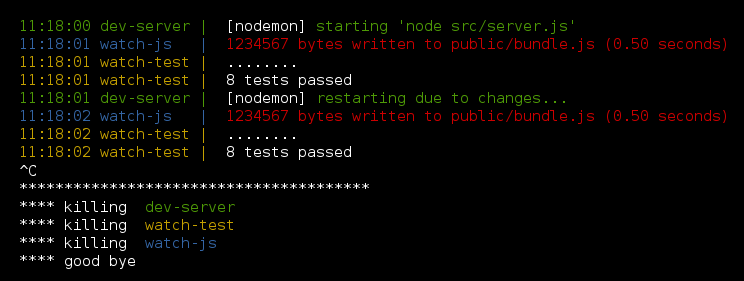 11:18:00 dev-server | [nodemon] starting 'node src/server.js'
11:18:01 watch-js | 1234567 bytes written to public/bundle.js (0.50 seconds)
11:18:01 watch-test | ........
11:18:01 watch-test | 8 tests passed
11:18:01 dev-server | [nodemon] restarting due to changes...
11:18:02 watch-js | 1234567 bytes written to public/bundle.js (0.50 seconds)
11:18:02 watch-test | ........
11:18:02 watch-test | 8 tests passed
^C
***************************************
**** killing dev-server
**** killing watch-test
**** killing watch-js
**** good bye